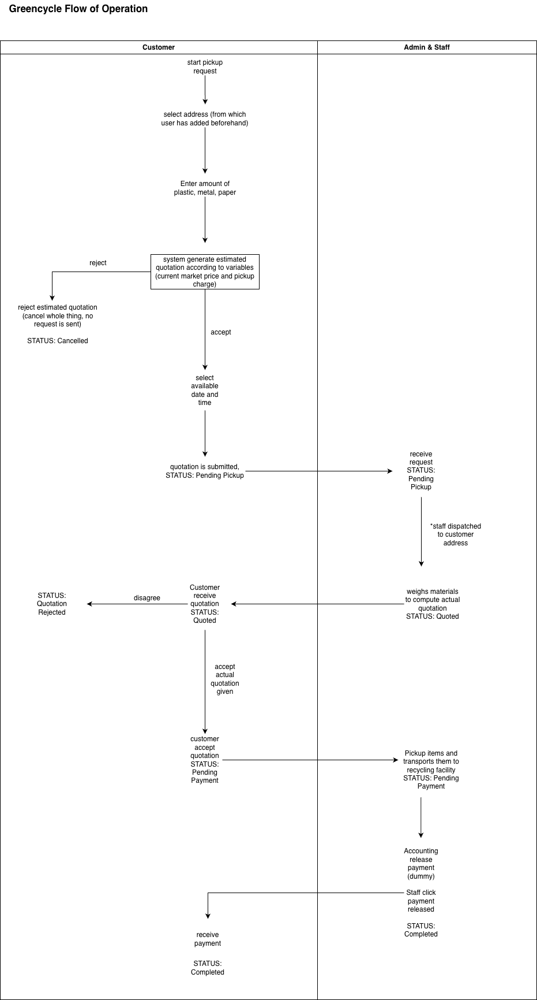 Greencycle Flow of Operation
Customer
Admin & Staff
start pickup
request
select address (from which
user has added beforehand)
Enter amount of
plastic, metal, paper
system generate estimated
quotation according to variables
(current market price and pickup
charge)
reject
reject estimated quotation
(cancel whole thing, no
request is sent)
STATUS: Cancelled
accept
select
available
date and
time
quotation is submitted,
STATUS: Pending Pickup
receive
request
STATUS:
Pending
Pickup
*staff dispatched
to customer
address
weighs materials
to compute actual
quotation
STATUS: Quoted
Customer
receive
quotation
STATUS:
Quoted
disagree
STATUS:
Quotation
Rejected
accept
actual
quotation
given
customer
accept
quotation
STATUS:
Pending
Payment
Pickup items and
transports them to
recycling facility
STATUS: Pending
Payment
Accounting
release
payment
(dummy)
Staff click
payment
released
STATUS:
Completed
receive
payment
STATUS:
Completed